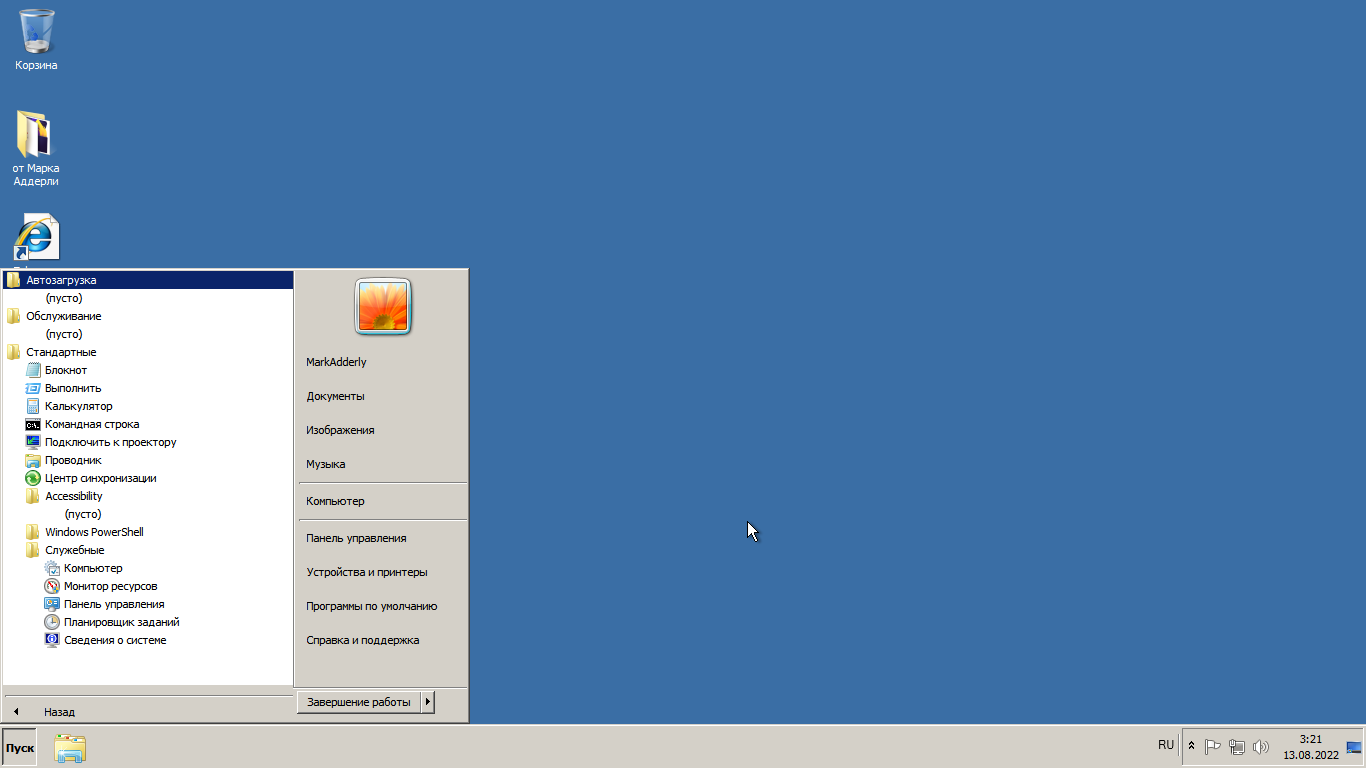 Корзина
от Марка
Аддерли
Автозагрузка
(пусто)
Обслуживание
(пусто)
Стандартные
Блокнот
Выполнить
Калькулятор
Командная строка
Подключить к проектору
Проводник
Центр синхронизации
Accessibility
(пусто)
Windows PowerShell
Служебные
Компьютер
Монитор ресурсов
Панель управления
Планировщик заданий
Сведения о системе
Назад
MarkAdderly
Документы
Изображения
Музыка
Компьютер
Панель управления
Устройства и принтеры
Программы по умолчанию
Справка и поддержка
Завершение работы
Пуск
RU
3:21
13.08.2022